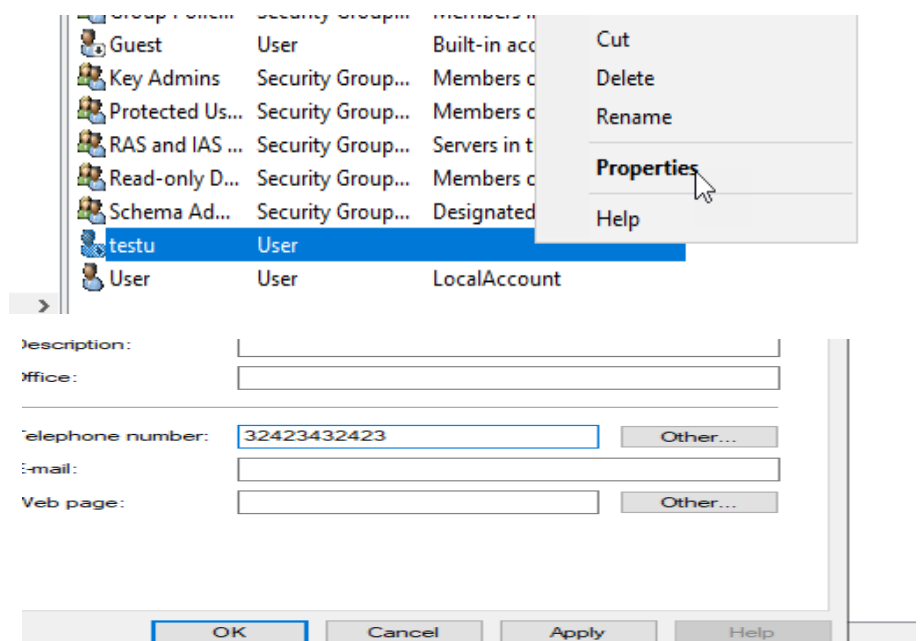 Guest User Built-in acc
Key Admins Security Group... Members o
Protected Us... Security Group... Members o
RAS and IAS ... Security Group... Servers in t
Read-only D... Security Group... Members o
Schema Ad... Security Group... Designated
testu User
User User LocalAccount
Cut
Delete
Rename
Properties
Help
Description:
Office:
Telephone number: 32423432423 Other...
E-mail:
Web page: Other...
OK Cancel Apply Help